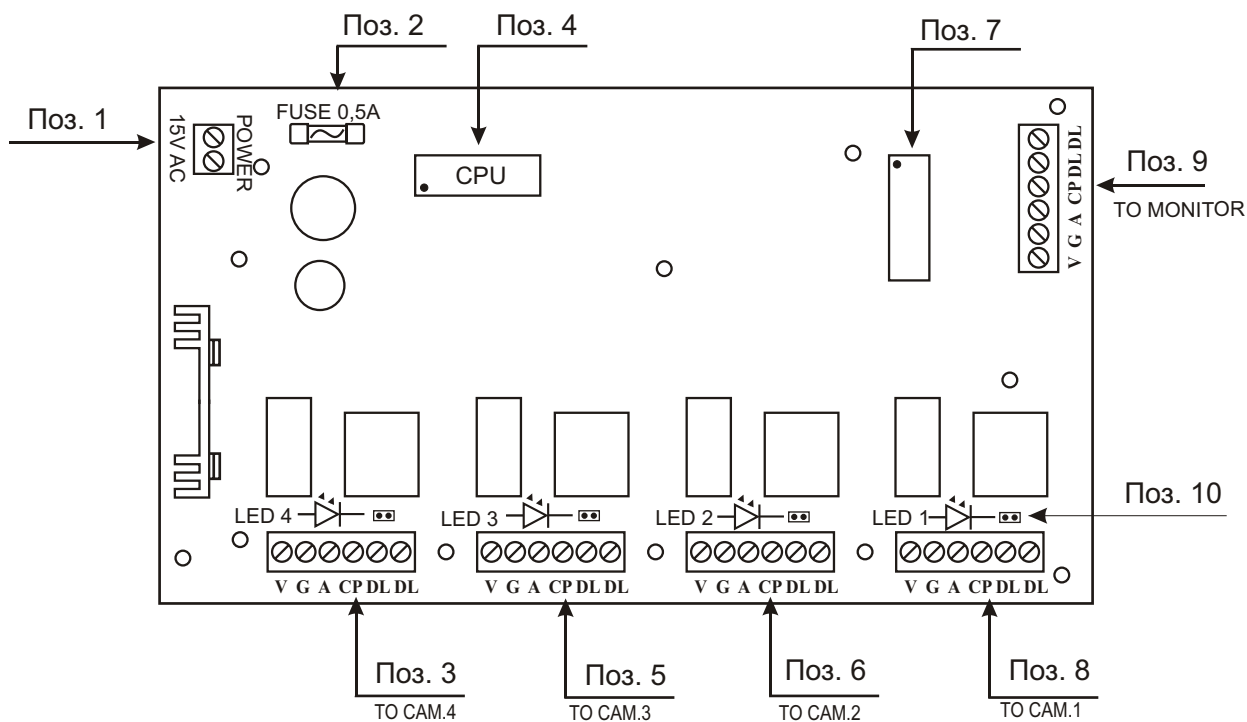 Поз. 2
Поз. 4
Поз. 7
Поз. 1
15V AC
POWER
FUSE 0,5A
CPU
V G A CP DL DL
Поз. 9
TO MONITOR
Поз. 10
LED 4
LED 3
LED 2
LED 1
V G A CP DL DL
V G A CP DL DL
V G A CP DL DL
V G A CP DL DL
Поз. 3
TO CAM.4
Поз. 5
TO CAM.3
Поз. 6
TO CAM.2
Поз. 8
TO CAM.1